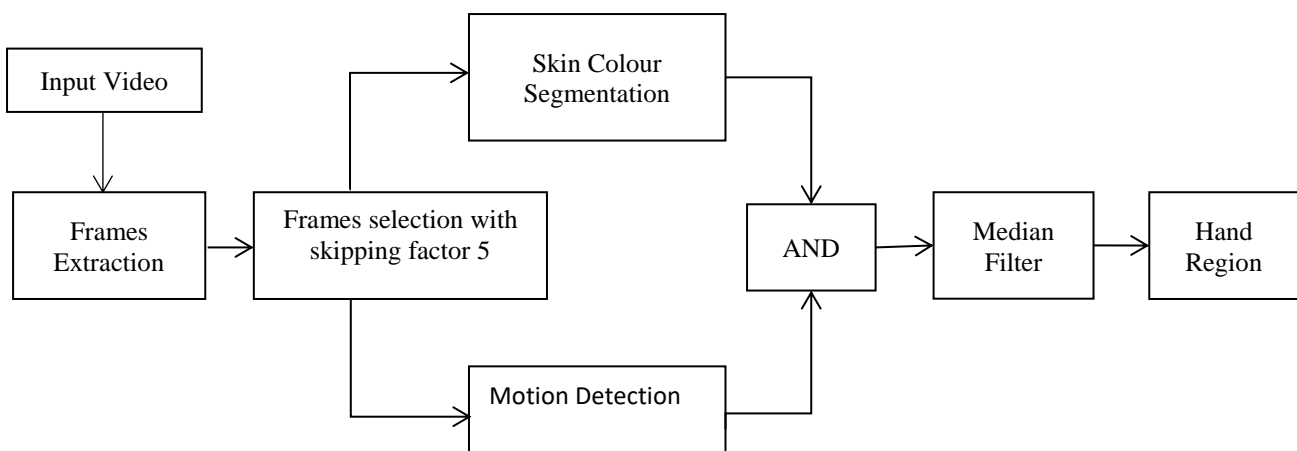 Input Video
Frames
Extraction
Frames selection with
skipping factor 5
Skin Colour
Segmentation
Motion Detection
AND
Median
Filter
Hand
Region